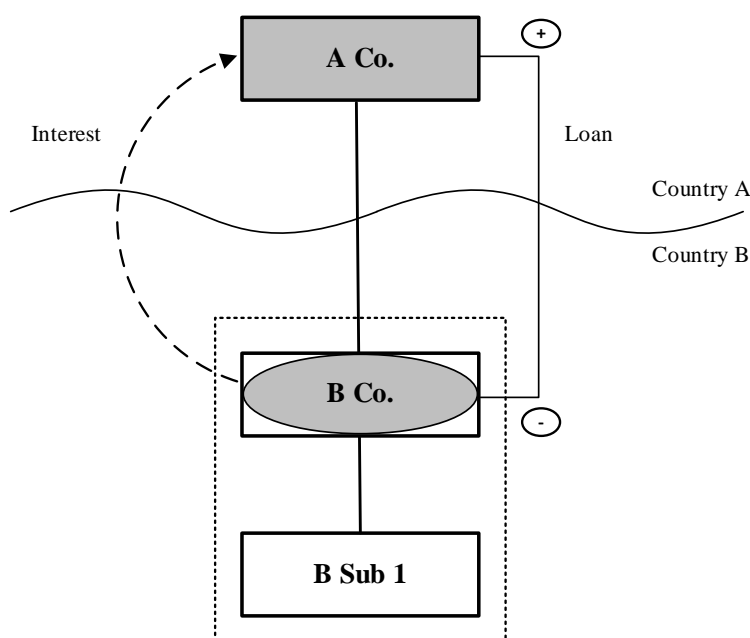 A Co.
+
Interest
Loan
Country A
Country B
B Co.
-
B Sub 1